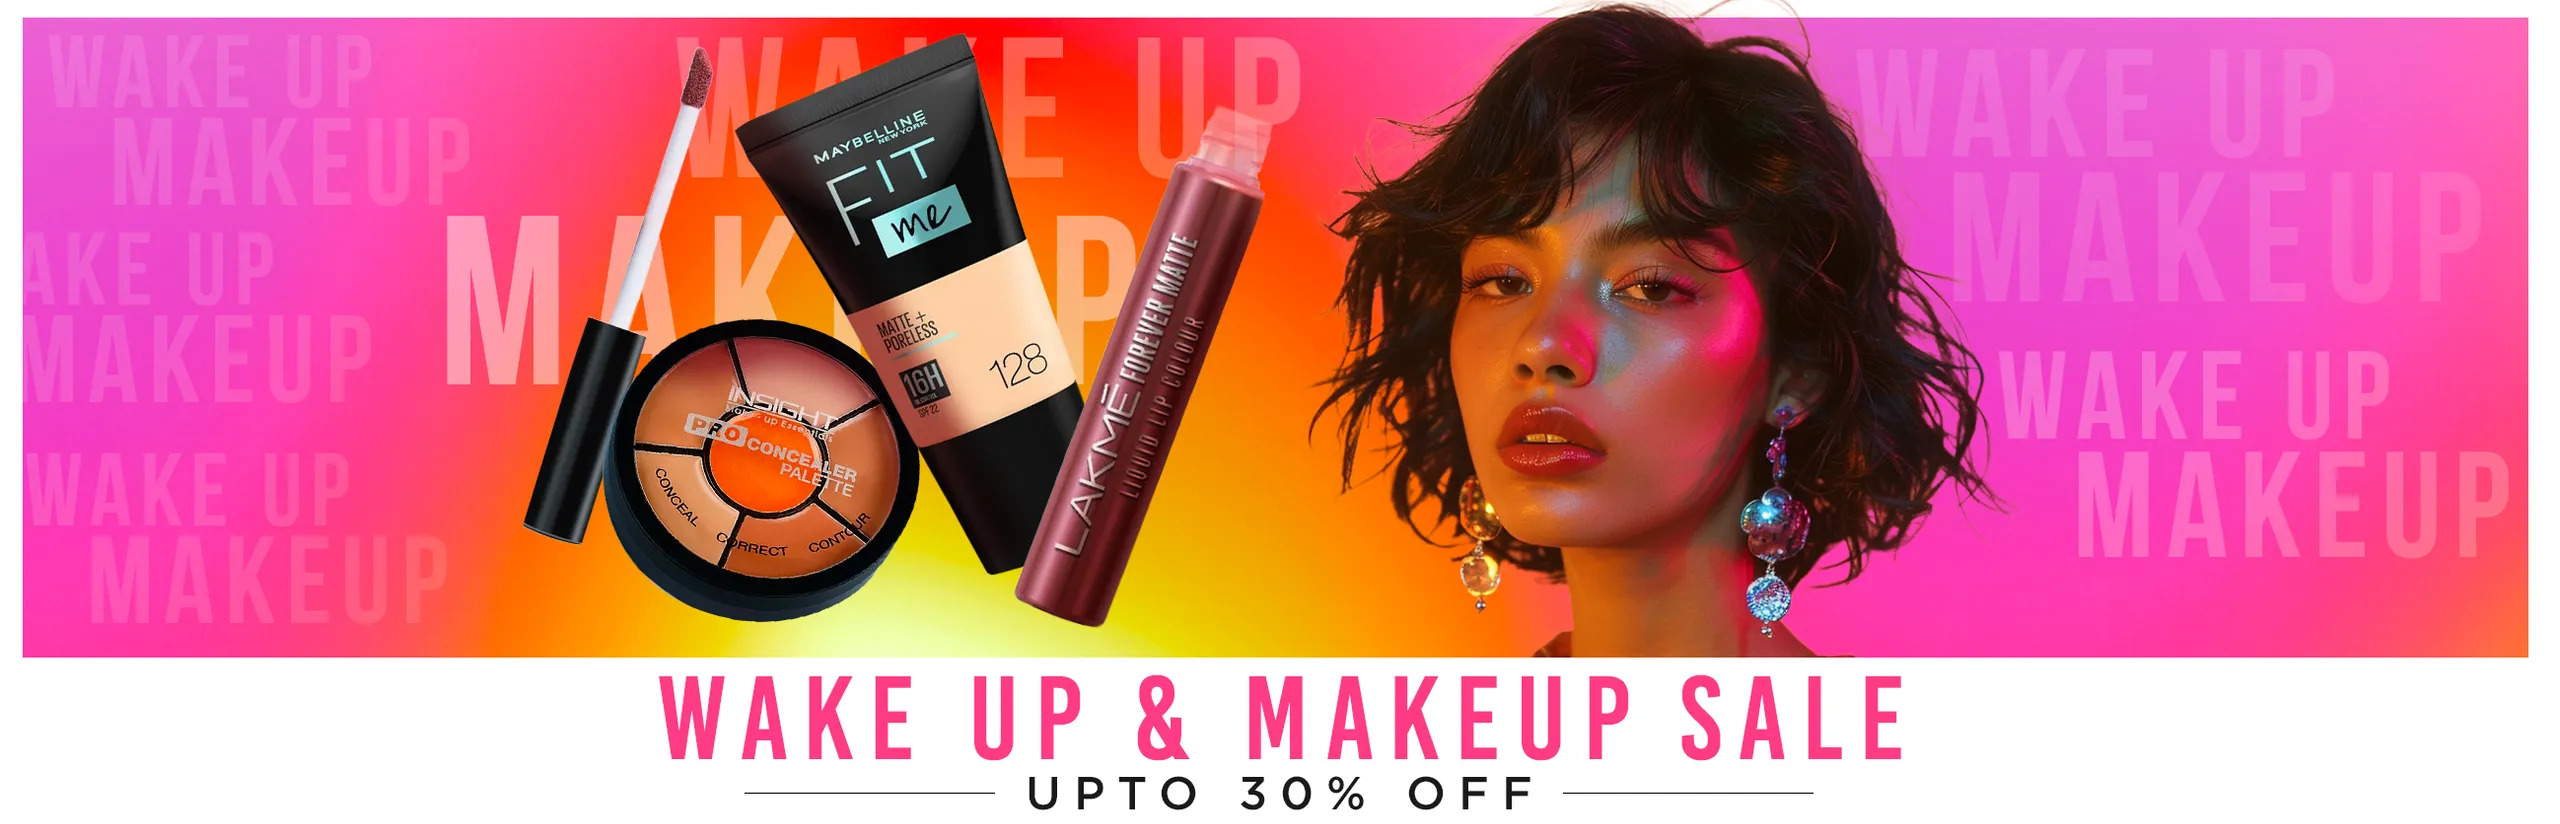 WAKE UP
MAKEUP
AKE UP
MAKEUP
WAKE UP
MAKEUP
WAKE UP
MAKEUP
MAYBELLINE
NEW YORK
FIT
me
MATTE +
PORELESS
16H
SPF 22
128
INSIGHT
Make-up Essentials
PRO CONCEALER
PALETTE
CONCEAL
CORRECT
CONTOUR
LAKMÉ FOREVER MATTE
LIQUID LIP COLOUR
WAKE UP
MAKEUP
WAKE UP
MAKEUP
WAKE UP & MAKEUP SALE
UPTO 30% OFF